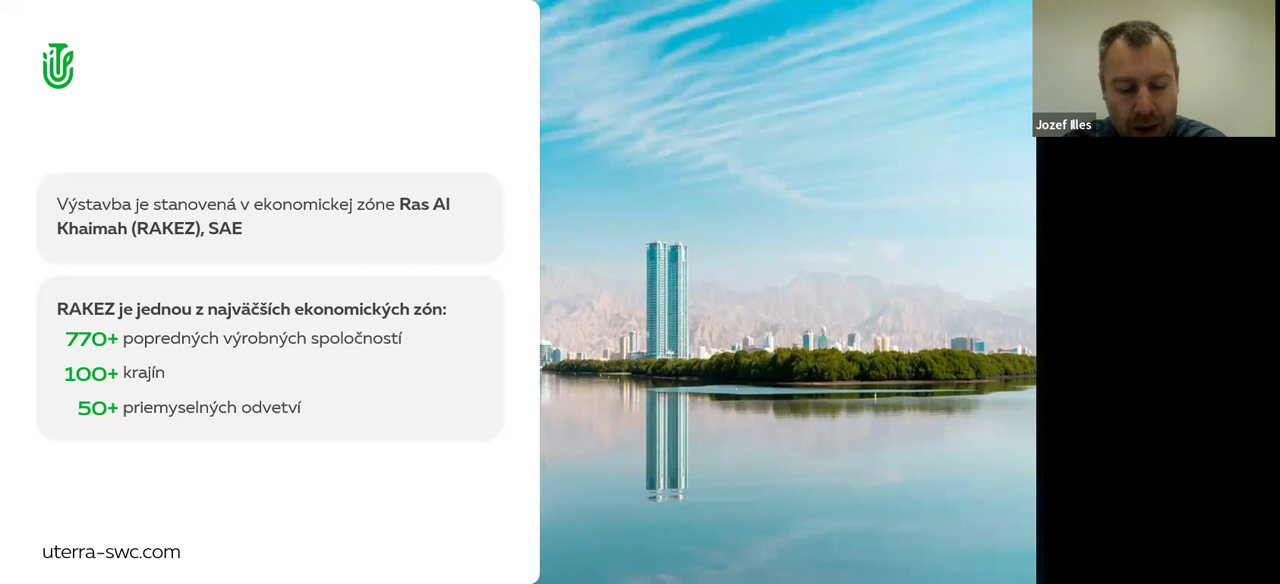 Výstavba je stanovená v ekonomickej zóne Ras Al
Khaimah (RAKEZ), SAE
RAKEZ je jednou z najväčších ekonomických zón:
770+ popredných výrobných spoločností
100+ krajín
50+ priemyselných odvetví
uterra-swc.com
Jozef Illes